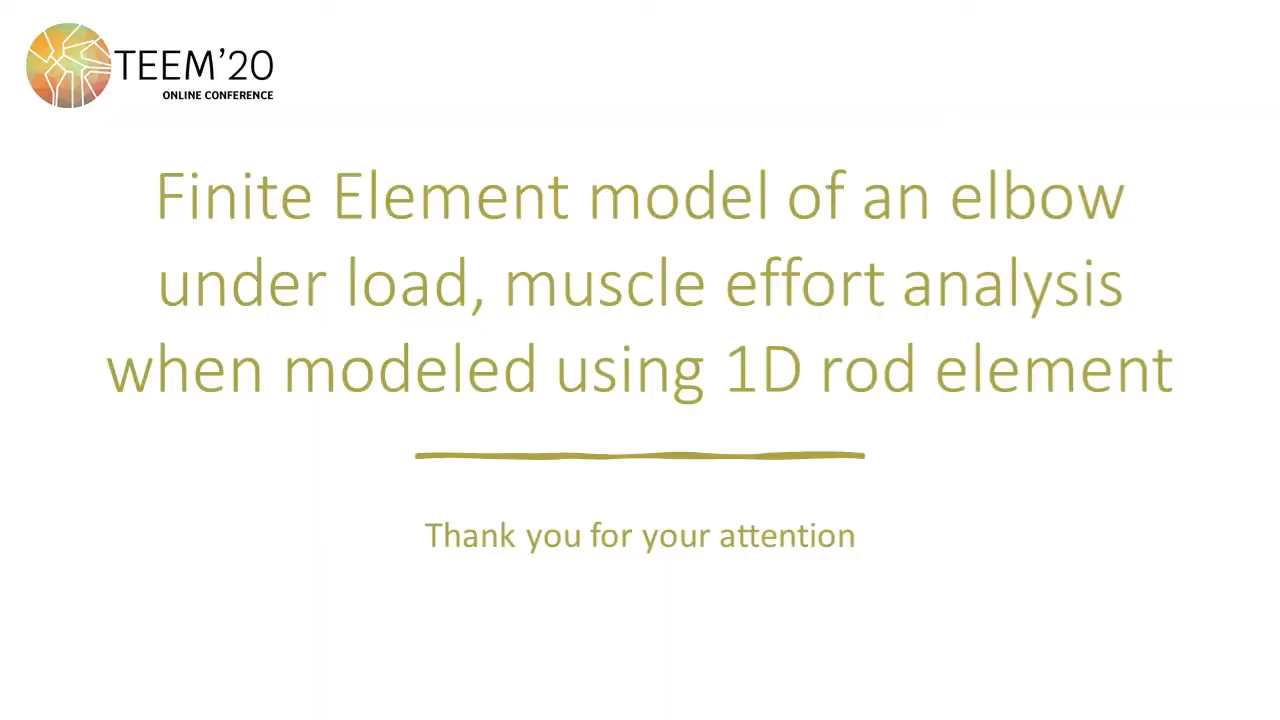 TEEM'20
ONLINE CONFERENCE
Finite Element model of an elbow
under load, muscle effort analysis
when modeled using 1D rod element
Thank you for your attention